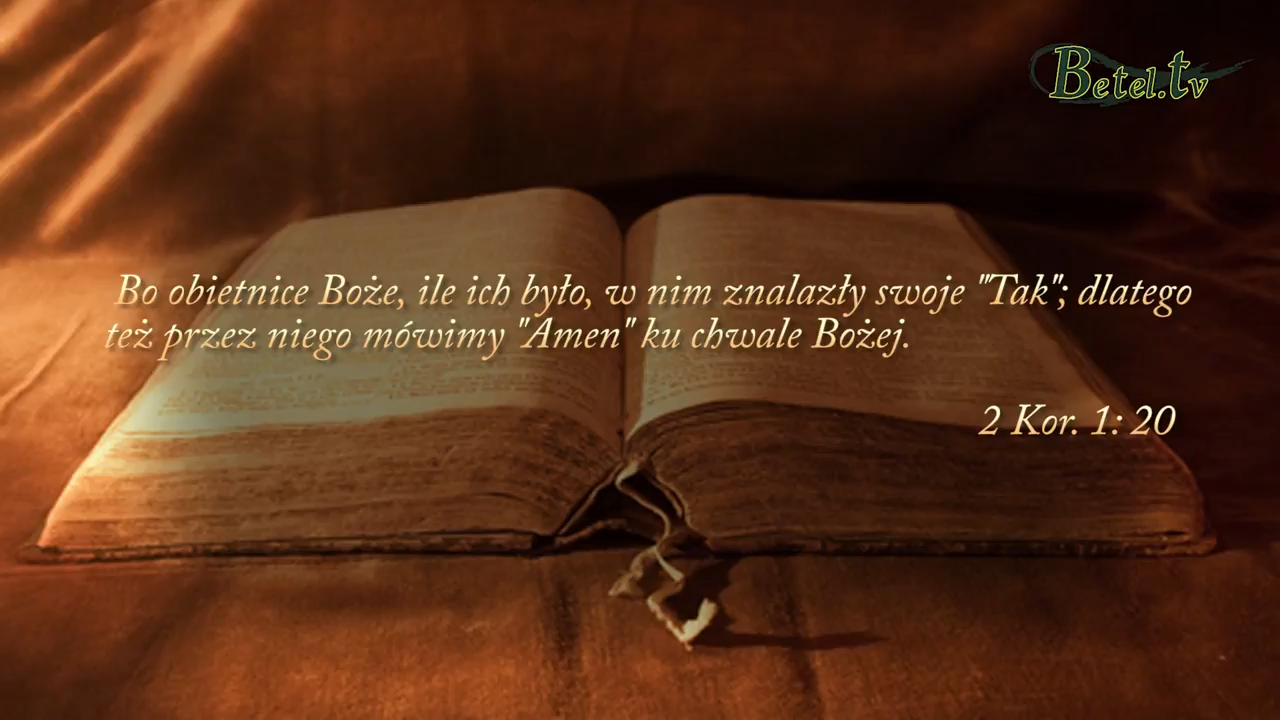 Betel.tv
Bo obietnice Boże, ile ich było, w nim znalazły swoje "Tak"; dlatego
też przez niego mówimy "Amen" ku chwale Bożej.
2 Kor. 1: 20